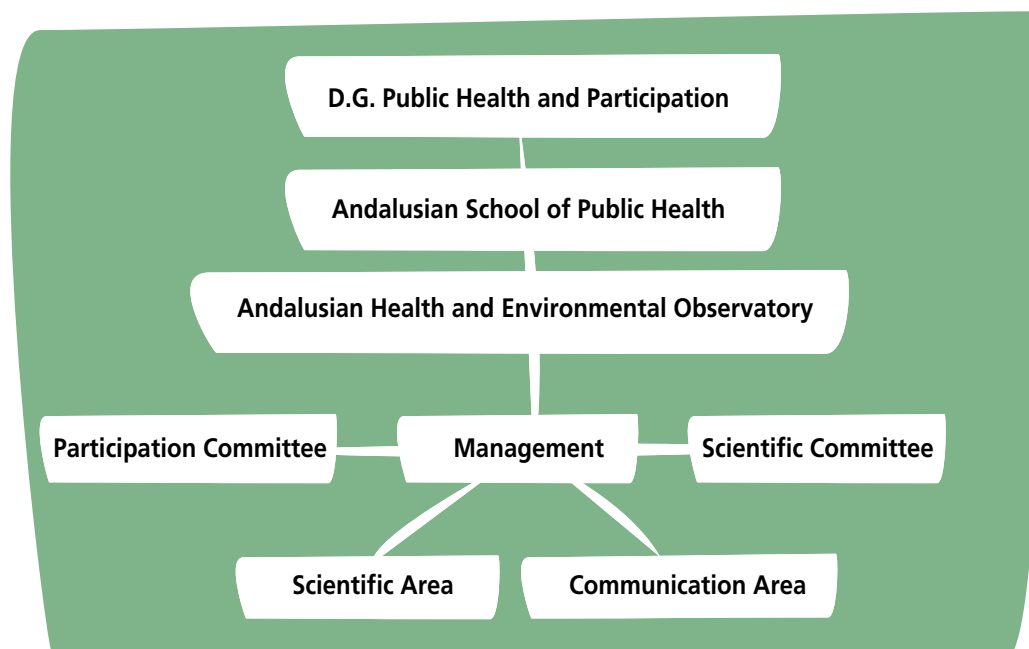 D.G. Public Health and Participation
Andalusian School of Public Health
Andalusian Health and Environmental Observatory
Participation Committee
Management
Scientific Committee
Scientific Area
Communication Area